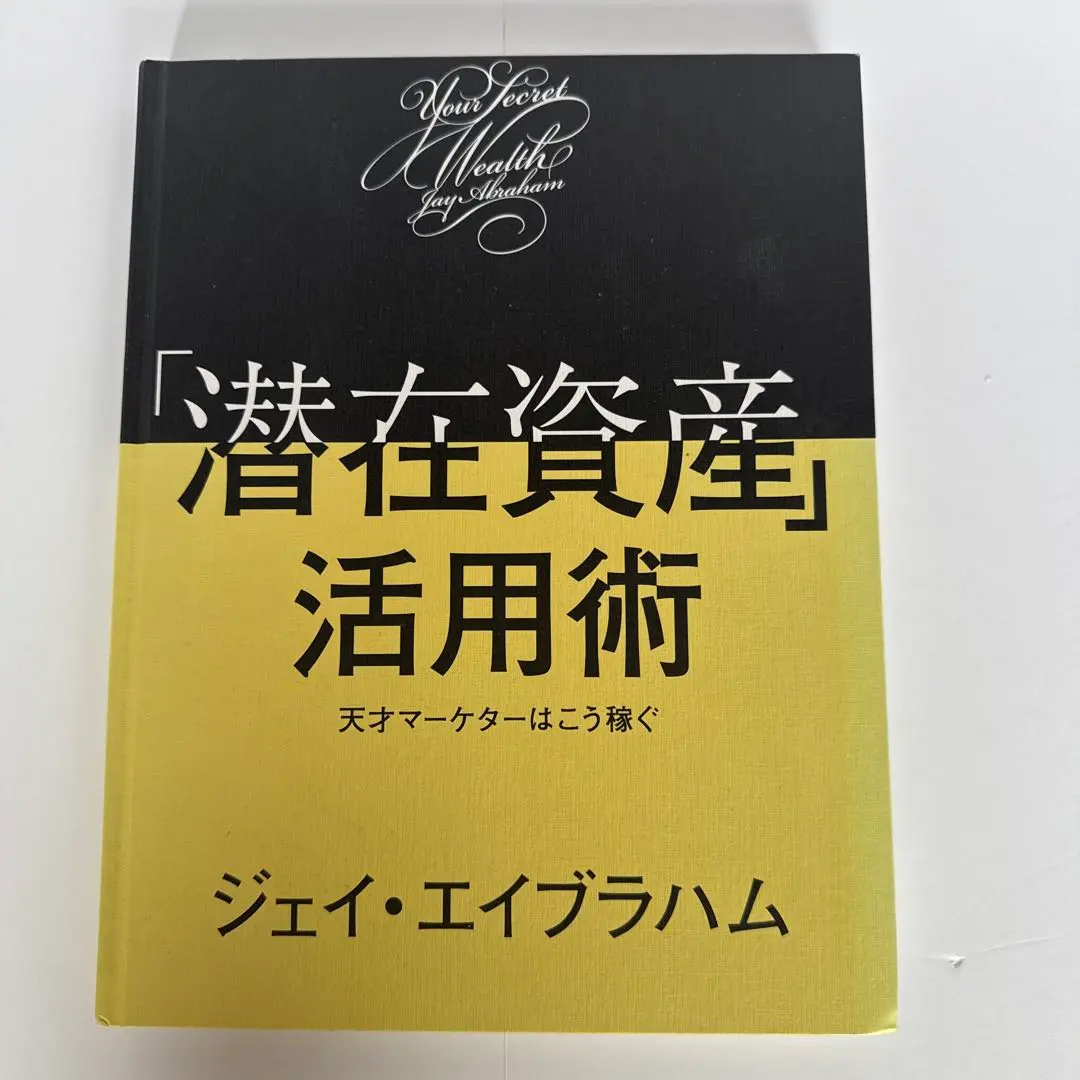 Your Secret
Wealth
Jay Abraham
「潜在資産」
活用術
天才マーケターはこう稼ぐ
ジェイ・エイブラハム